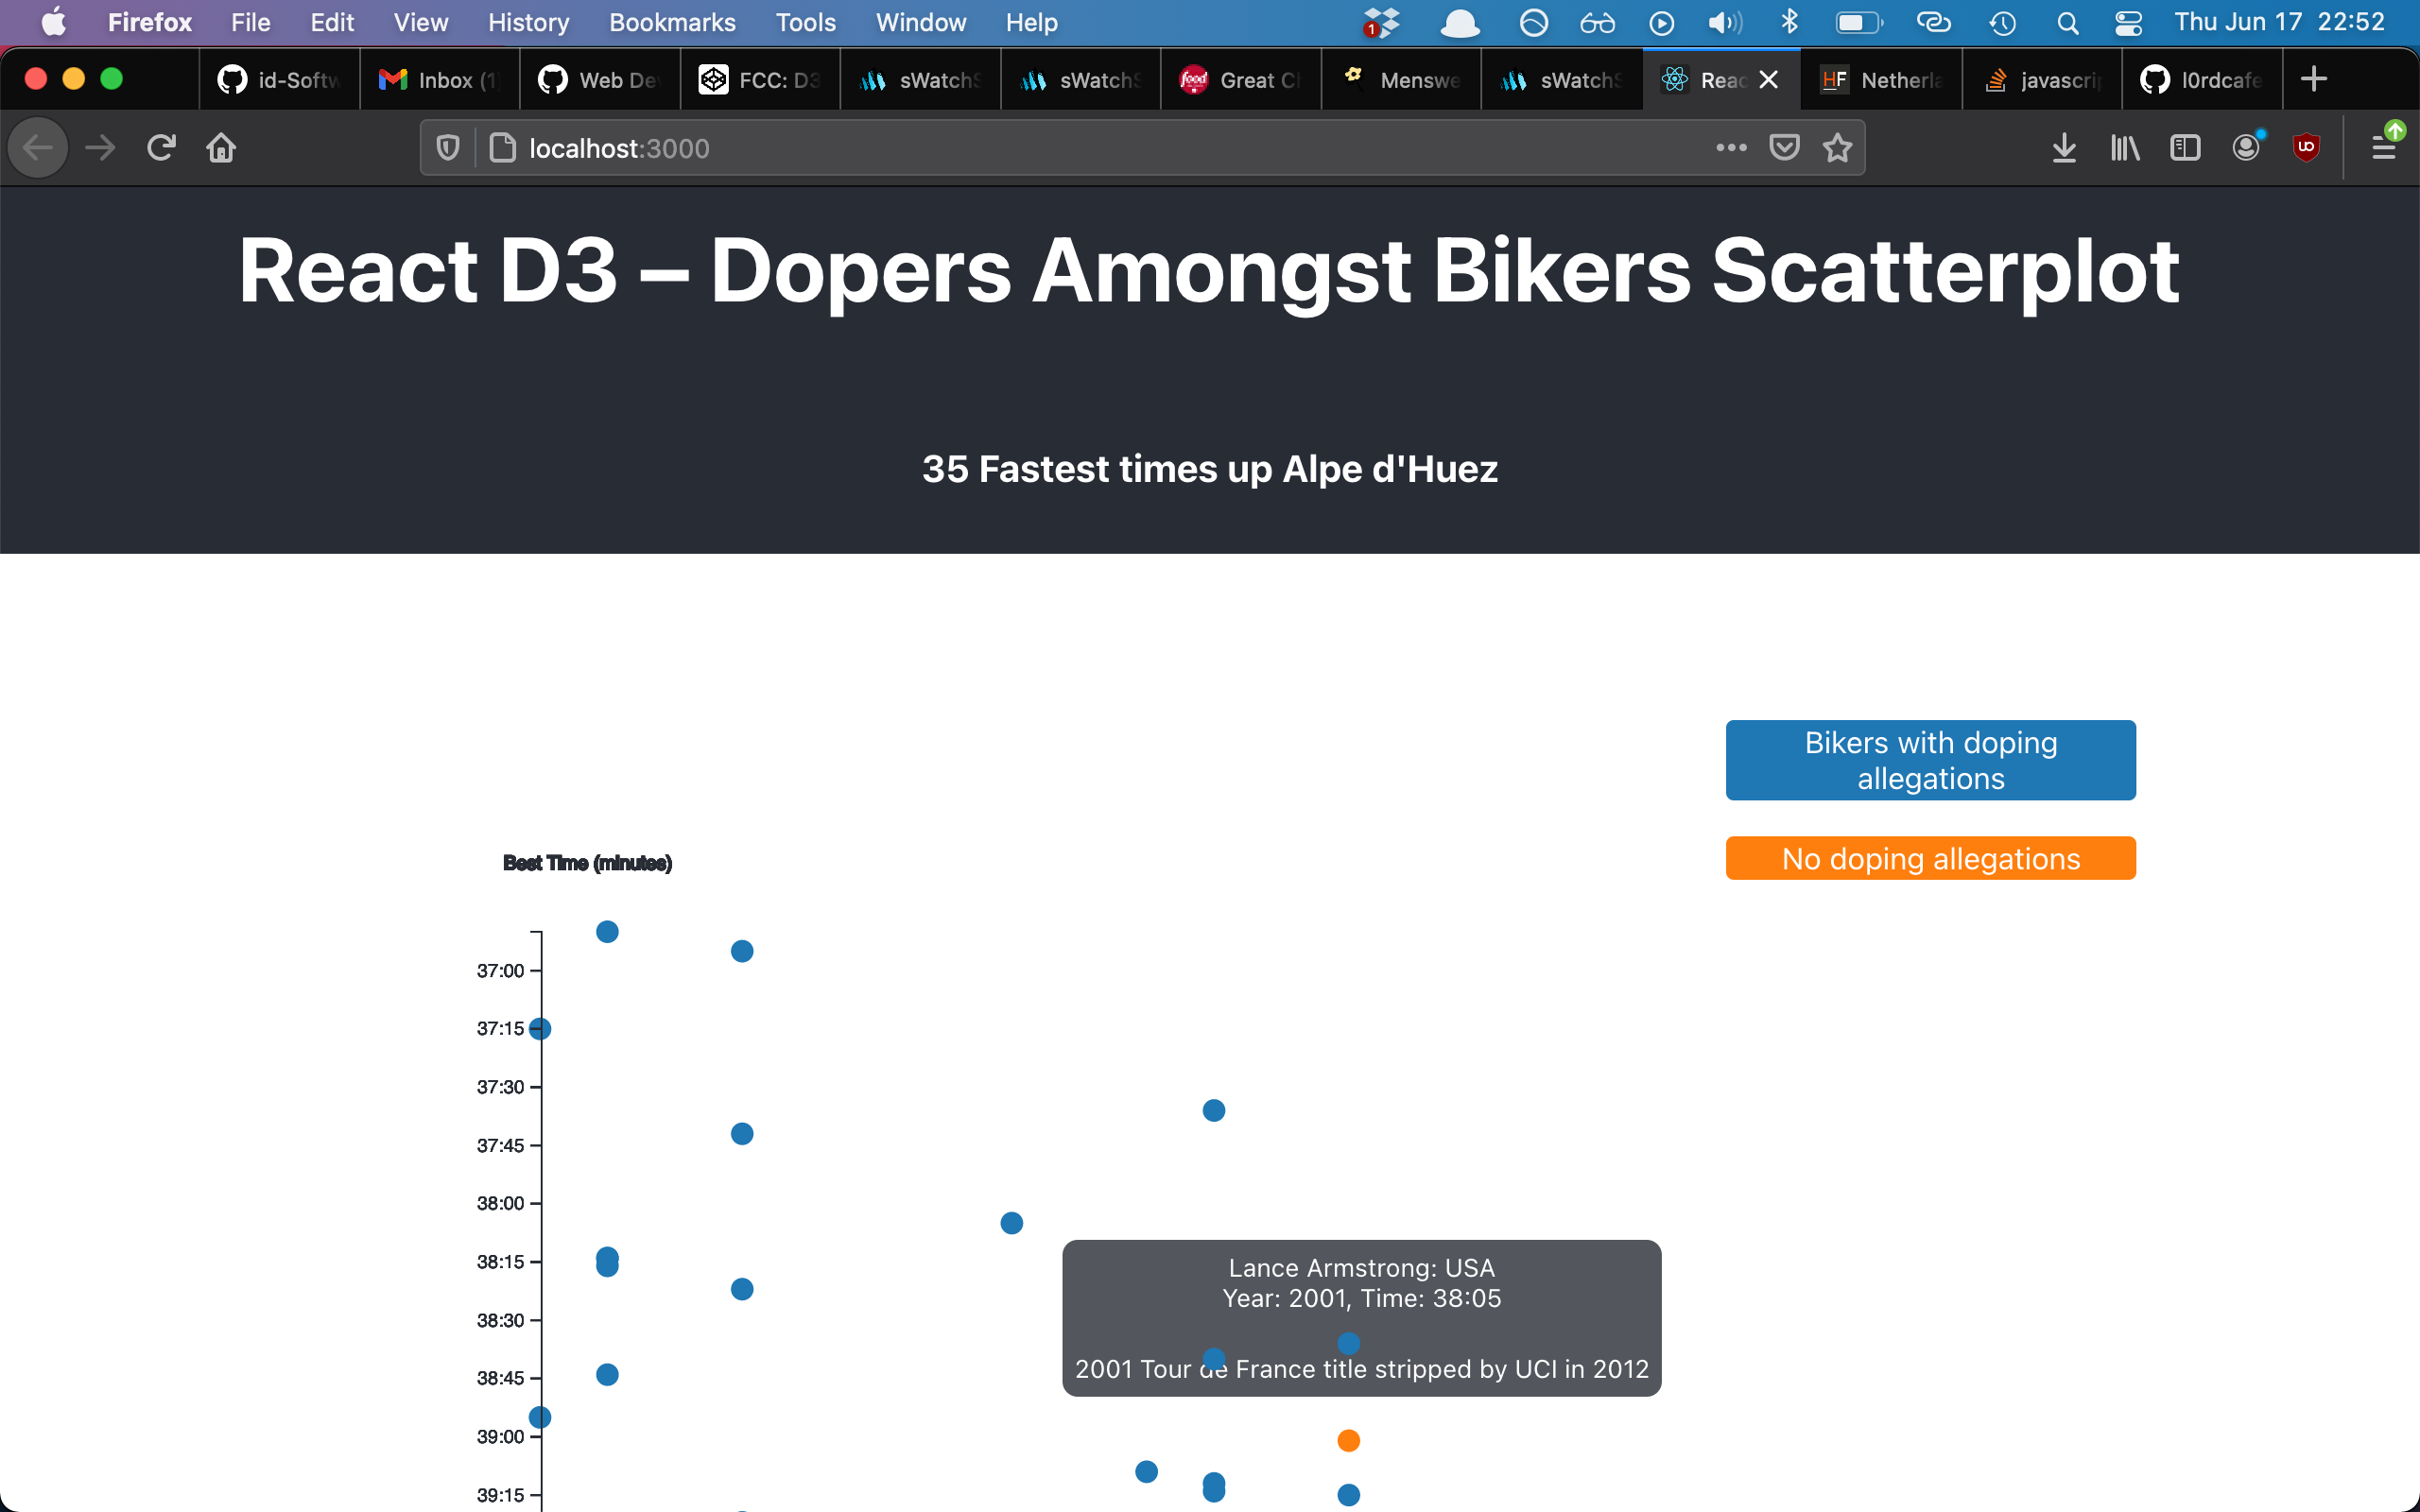 Firefox File Edit View History Bookmarks Tools Window Help 1 Thu Jun 17 22:52
id-Softw Inbox (1) Web De FCC: D3 sWatchS sWatchS Great Cl Menswe sWatchS Reac Netherla javascri l0rdcafe
localhost:3000
React D3 – Dopers Amongst Bikers Scatterplot
35 Fastest times up Alpe d'Huez
Bikers with doping
allegations
No doping allegations
Best Time (minutes)
37:00
37:15
37:30
37:45
38:00
38:15
38:30
38:45
39:00
39:15
Lance Armstrong: USA
Year: 2001, Time: 38:05
2001 Tour de France title stripped by UCI in 2012